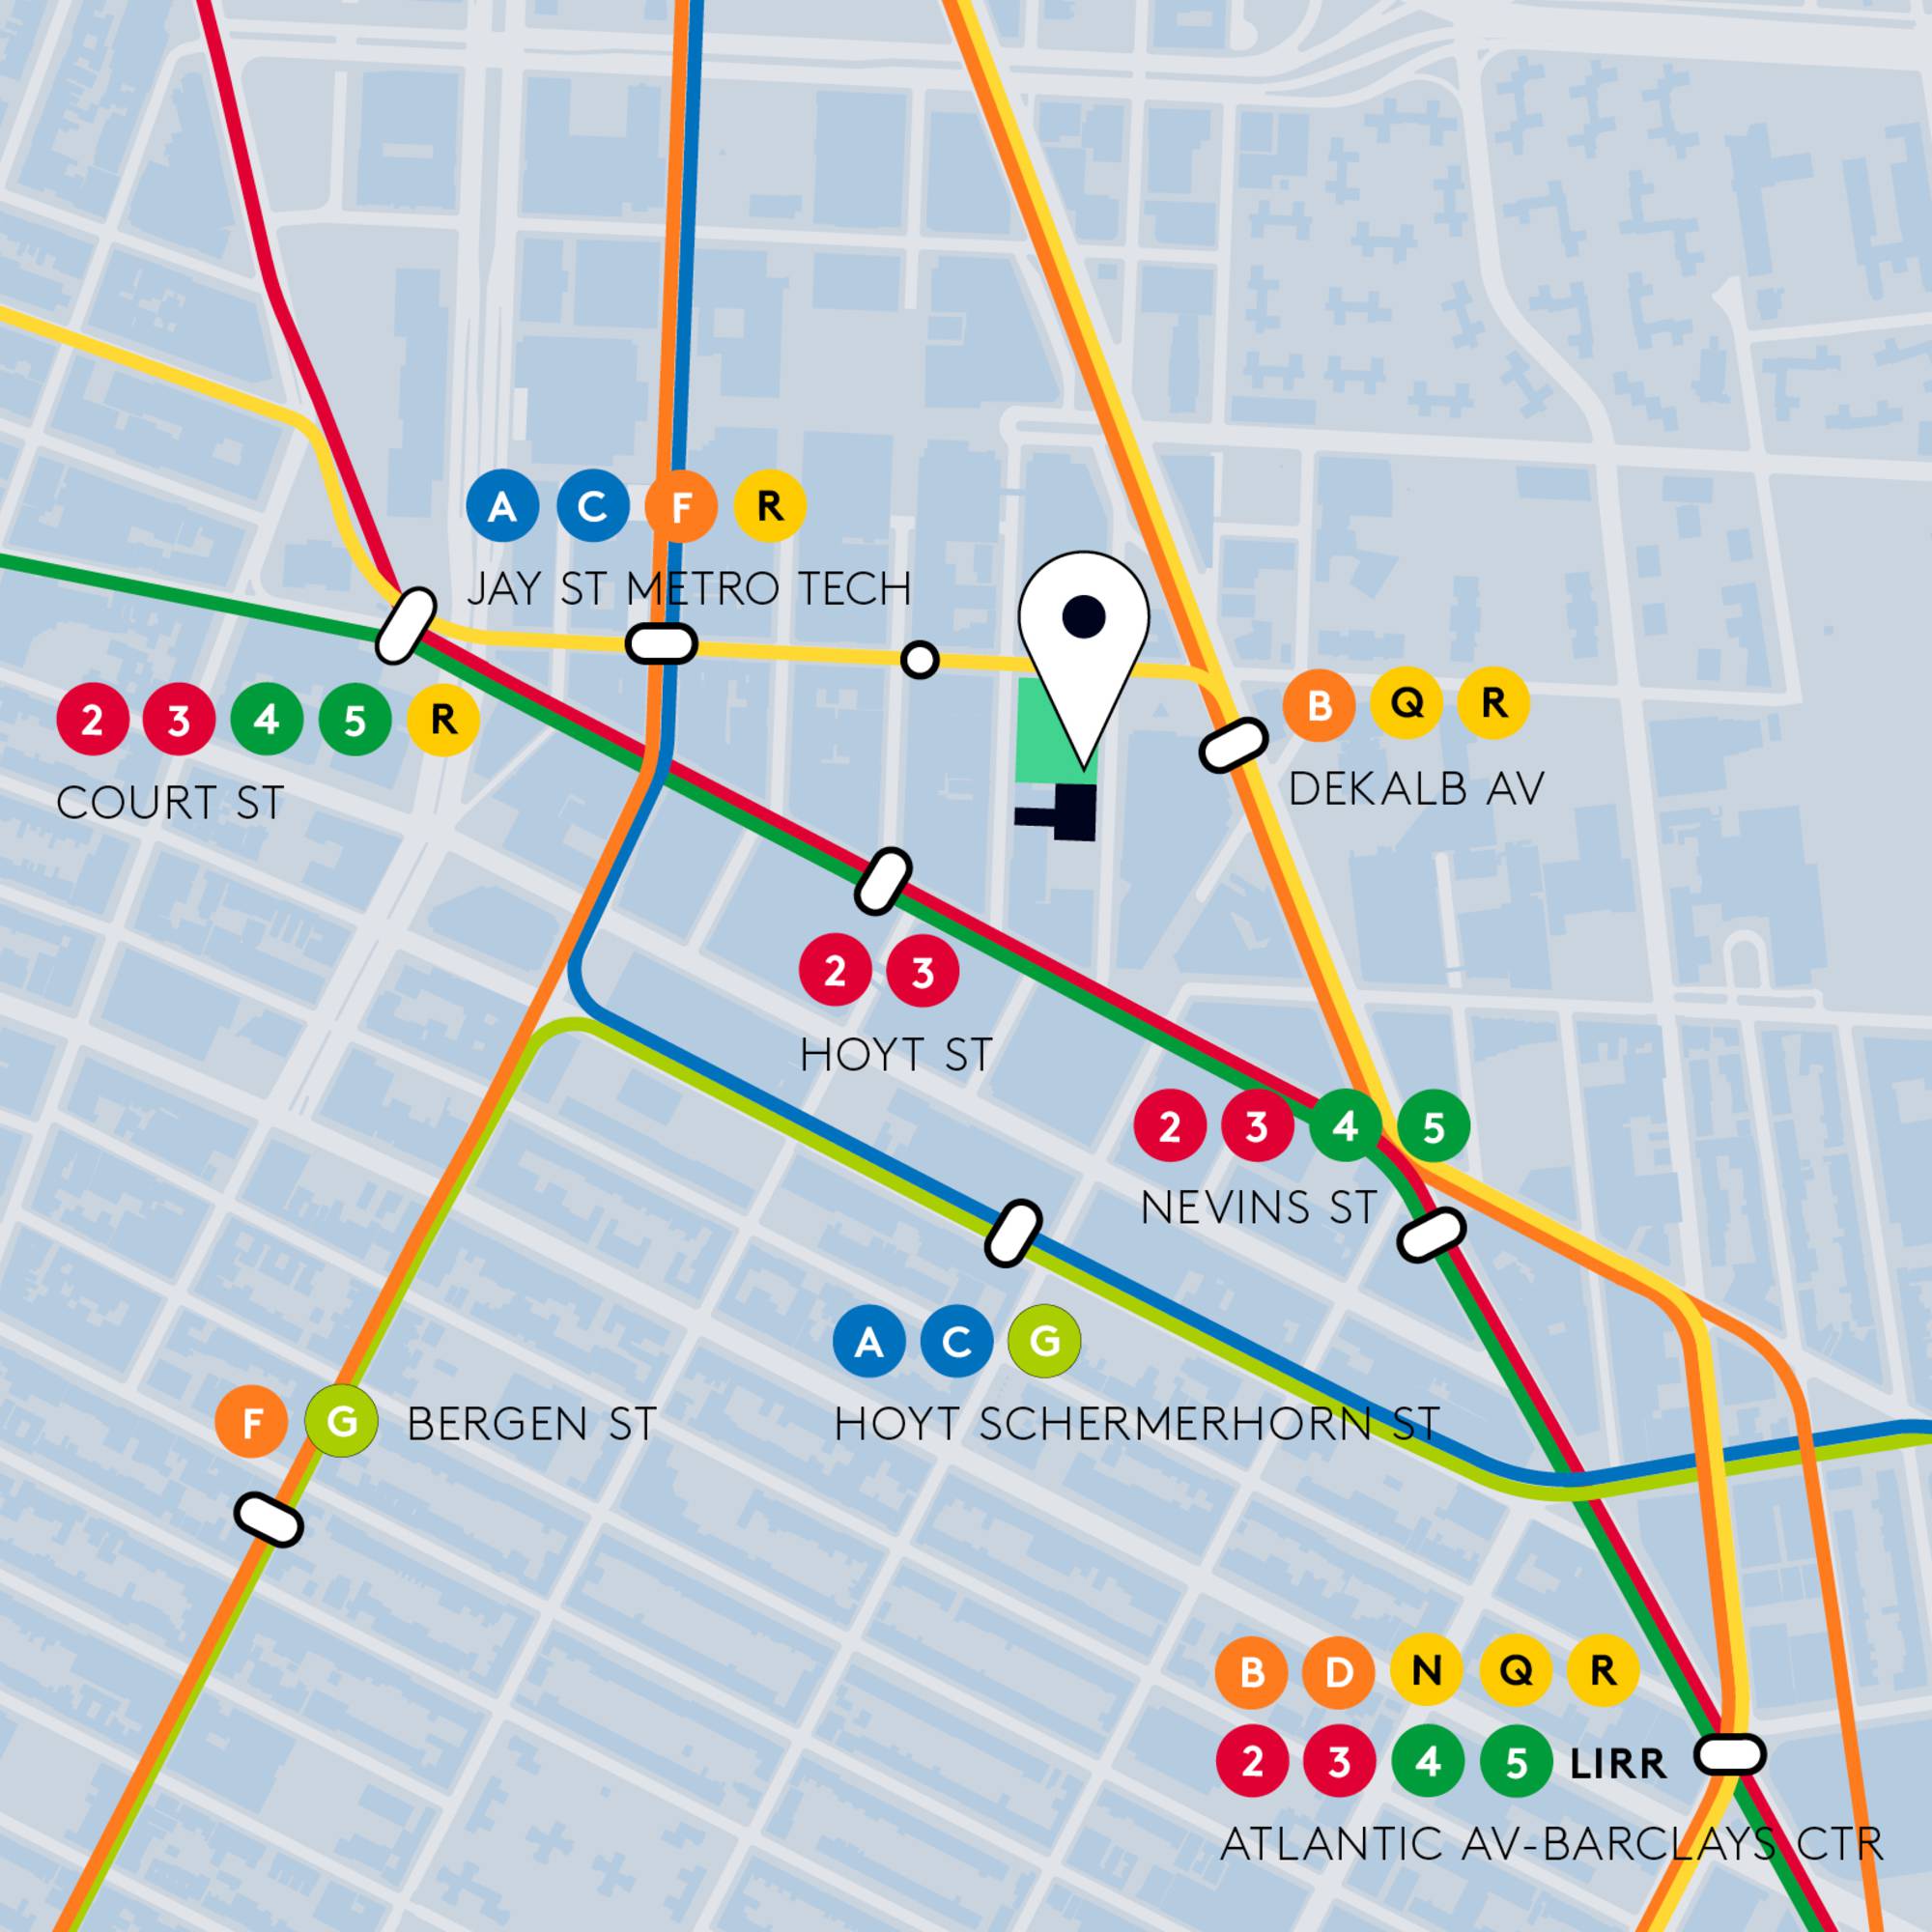 A C F R
JAY ST METRO TECH
2 3 4 5 R
COURT ST
B Q R
DEKALB AV
2 3
HOYT ST
2 3 4 5
NEVINS ST
A C G
HOYT SCHERMERHORN ST
F G BERGEN ST
B D N Q R
2 3 4 5 LIRR
ATLANTIC AV-BARCLAYS CTR